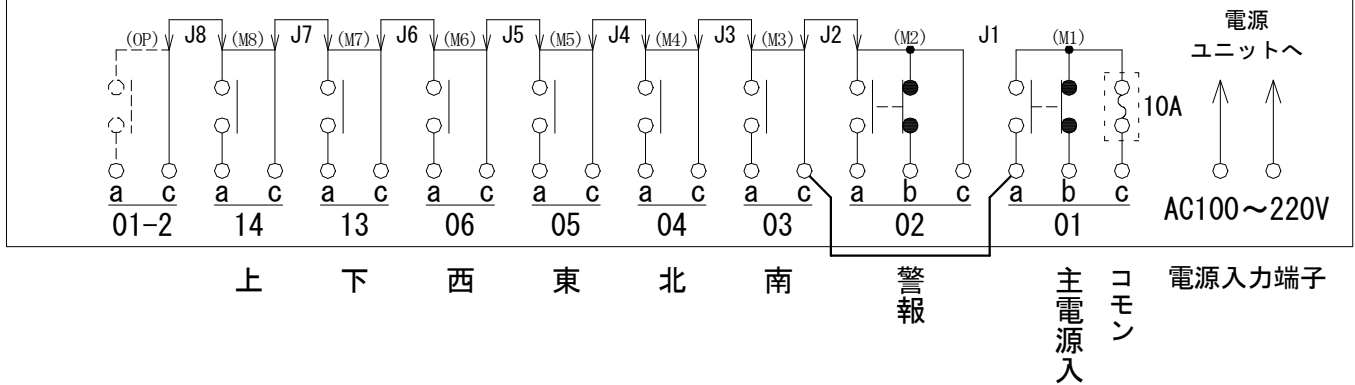 電源
ユニットへ
(OP) J8 (M8) J7 (M7) J6 (M6) J5 (M5) J4 (M4) J3 (M3) J2 (M2) J1 (M1)
10A
a c a c a c a c a c a c a c a b c a b c
01-2 14 13 06 05 04 03 02 01 AC100～220V
上 下 西 東 北 南 警報 主電源入 コモン 電源入力端子